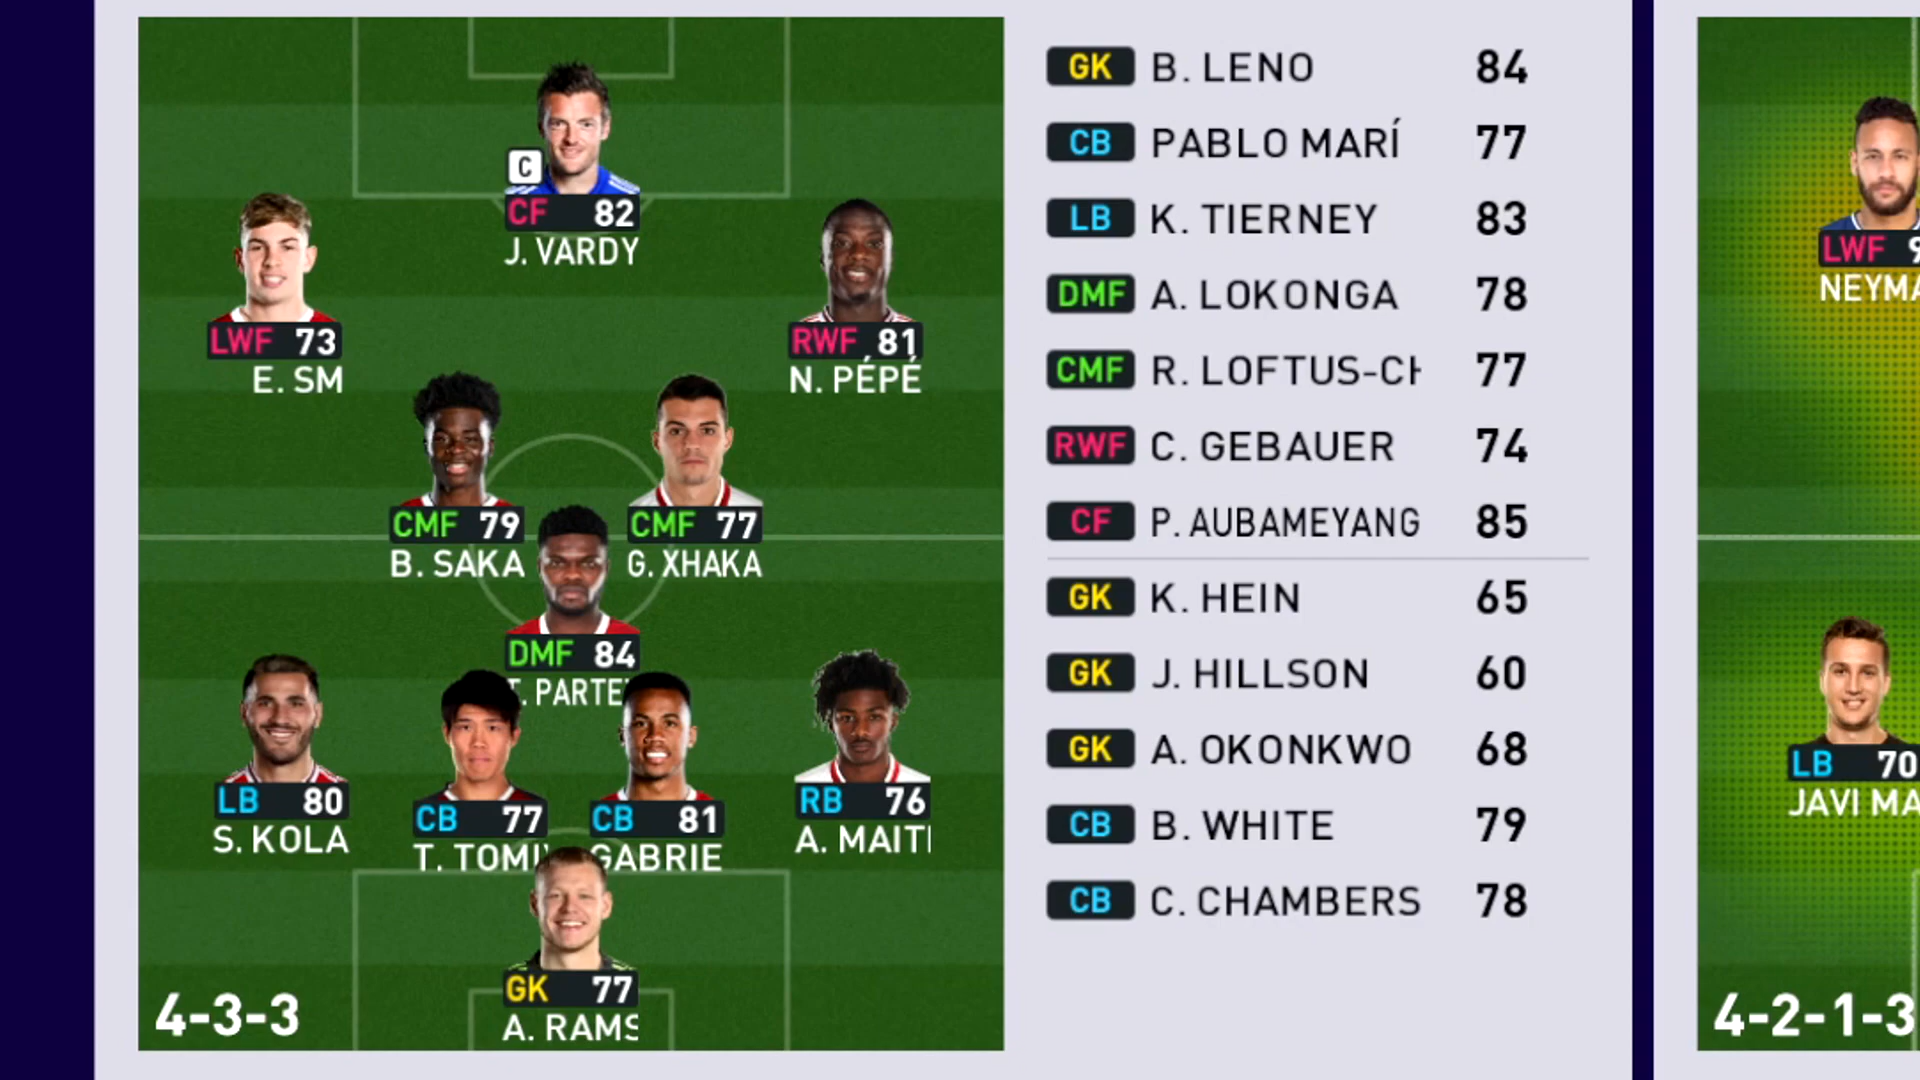 C
CF 82
J. VARDY
LWF 73
E. SM
RWF 81
N. PÉPÉ
CMF 79
B. SAKA
CMF 77
G. XHAKA
DMF 84
T. PARTEY
LB 80
S. KOLA
CB 77
T. TOMI
CB 81
GABRIE
RB 76
A. MAITI
GK 77
A. RAMS
4-3-3
GK B. LENO 84
CB PABLO MARÍ 77
LB K. TIERNEY 83
DMF A. LOKONGA 78
CMF R. LOFTUS-CH 77
RWF C. GEBAUER 74
CF P. AUBAMEYANG 85
GK K. HEIN 65
GK J. HILLSON 60
GK A. OKONKWO 68
CB B. WHITE 79
CB C. CHAMBERS 78
LWF 9
NEYMA
LB 70
JAVI MA
4-2-1-3